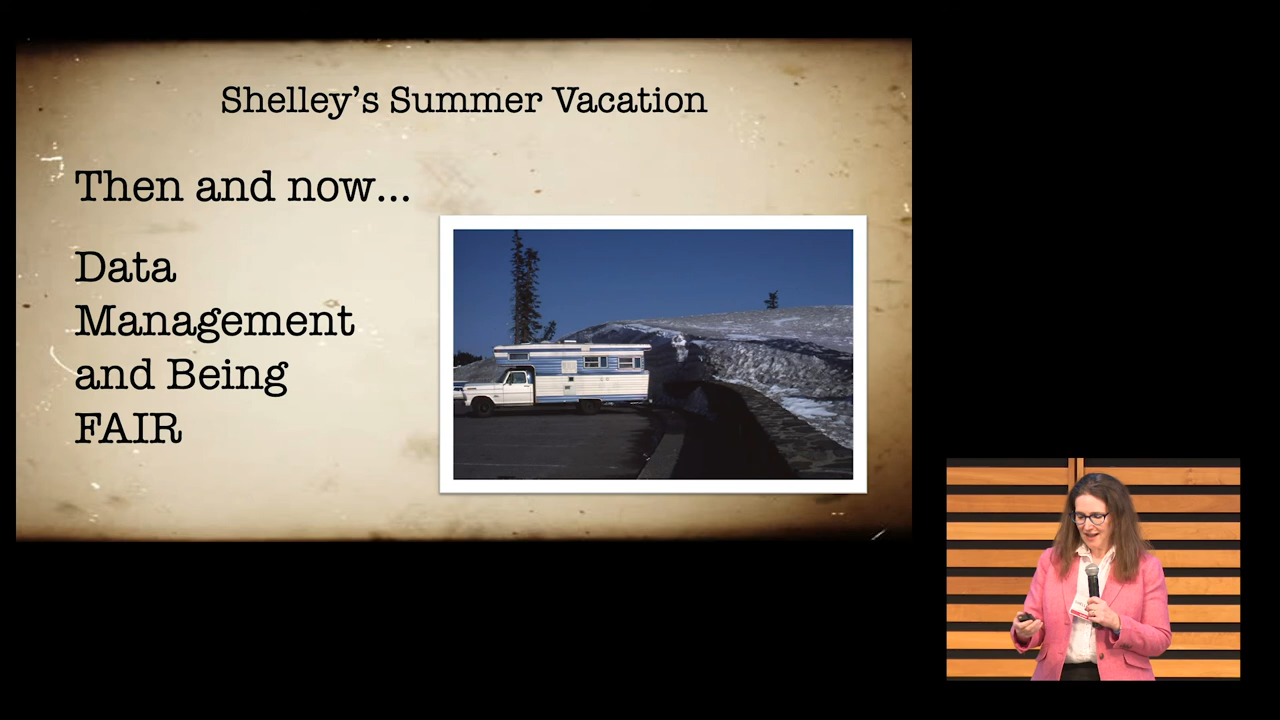 Shelley’s Summer Vacation
Then and now...
Data
Management
and Being
FAIR